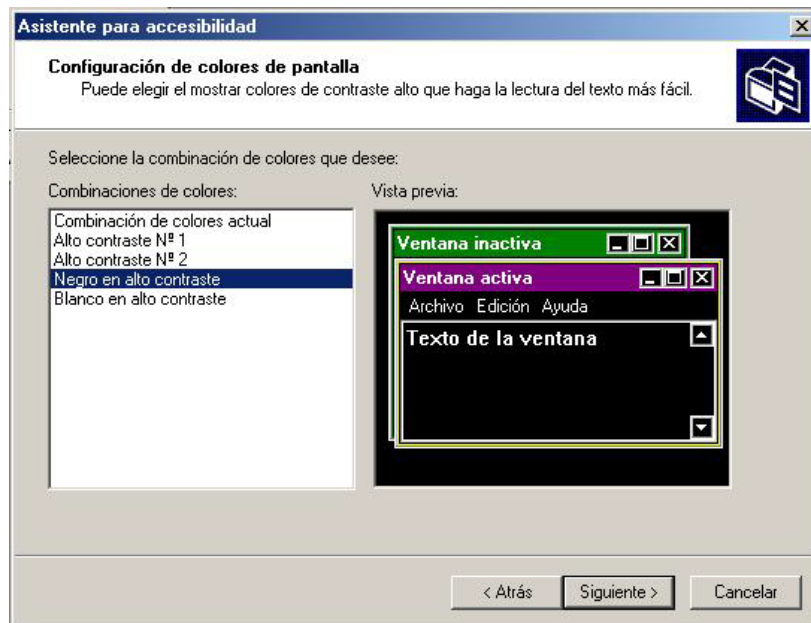 Asistente para accesibilidad
Configuración de colores de pantalla
Puede elegir el mostrar colores de contraste alto que haga la lectura del texto más fácil.
Seleccione la combinación de colores que desee:
Combinaciones de colores:
Combinación de colores actual
Alto contraste Nº 1
Alto contraste Nº 2
Negro en alto contraste
Blanco en alto contraste
Vista previa:
Ventana inactiva
Ventana activa
Archivo Edición Ayuda
Texto de la ventana
< Atrás
Siguiente >
Cancelar